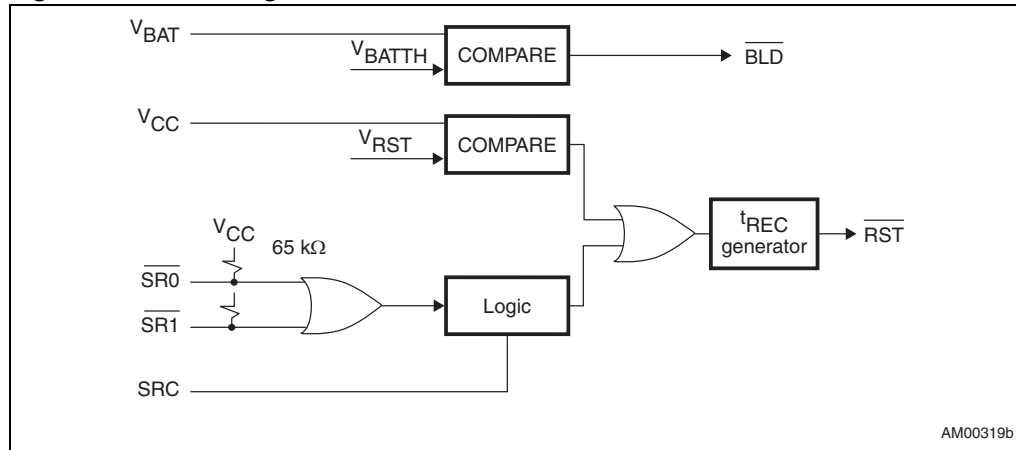 VBAT
VBATTH
COMPARE
BLD
VCC
VRST
COMPARE
VCC
65 kΩ
tREC
generator
RST
SR0
SR1
Logic
SRC
AM00319b